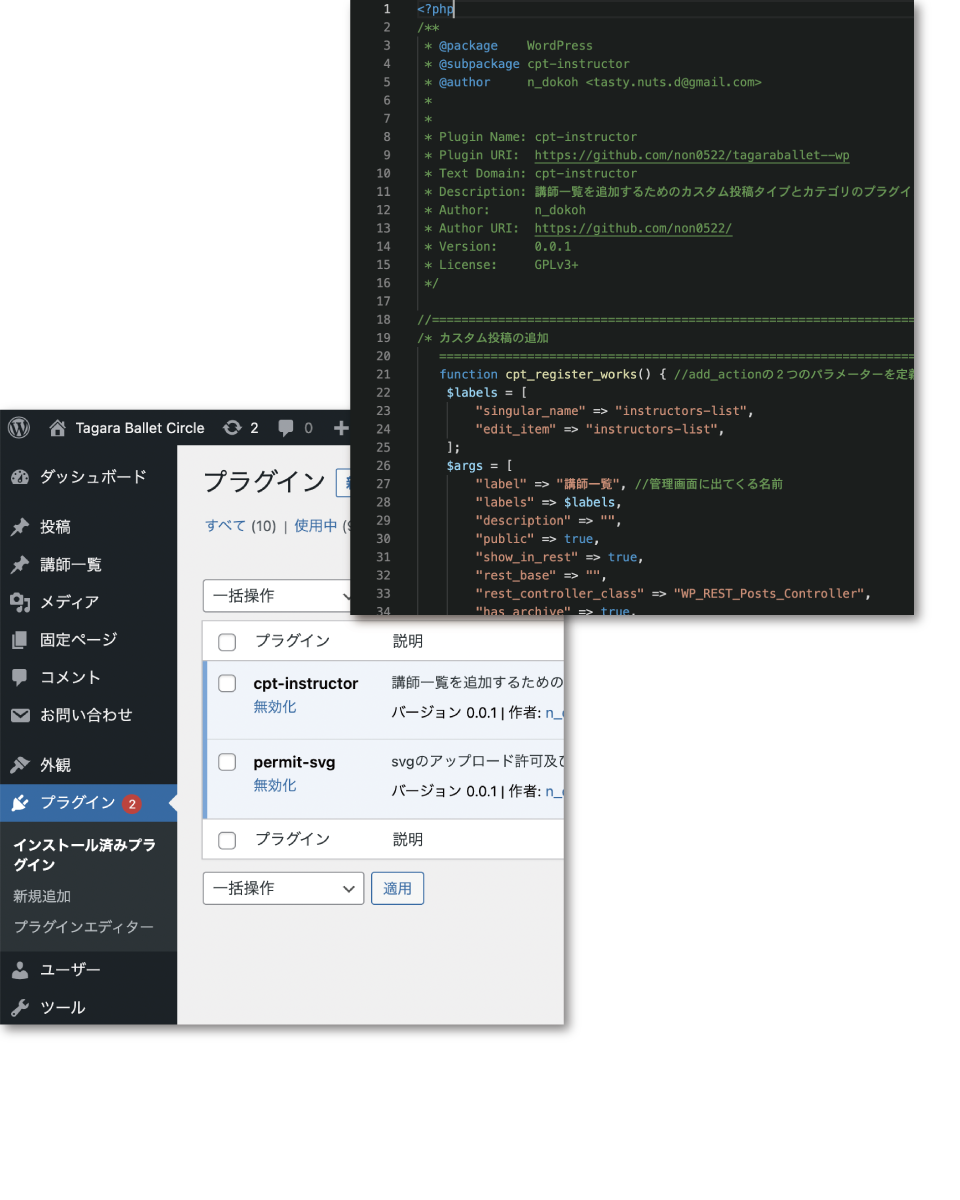 1 <?php
2 /**
3 * @package    WordPress
4 * @subpackage cpt-instructor
5 * @author     n_dokoh <tasty.nuts.d@gmail.com>
6 *
7 *
8 * Plugin Name: cpt-instructor
9 * Plugin URI:  https://github.com/non0522/tagaraballet--wp
10 * Text Domain: cpt-instructor
11 * Description: 講師一覧を追加するためのカスタム投稿タイプとカテゴリのプラグイ
12 * Author:      n_dokoh
13 * Author URI:  https://github.com/non0522/
14 * Version:     0.0.1
15 * License:     GPLv3+
16 */
17
18 //==================================================================
19 /* カスタム投稿の追加
20 =================================================================
21 function cpt_register_works() { //add_actionの２つのパラメーターを定義
22 $labels = [
23 "singular_name" => "instructors-list",
24 "edit_item" => "instructors-list",
25 ];
26 $args = [
27 "label" => "講師一覧", //管理画面に出てくる名前
28 "labels" => $labels,
29 "description" => "",
30 "public" => true,
31 "show_in_rest" => true,
32 "rest_base" => "",
33 "rest_controller_class" => "WP_REST_Posts_Controller",
34 "has_archive" => true,
Tagara Ballet Circle 2 0
ダッシュボード
投稿
講師一覧
メディア
固定ページ
コメント
お問い合わせ
外観
プラグイン 2
インストール済みプラ
グイン
新規追加
プラグインエディター
ユーザー
ツール
プラグイン
すべて (10) | 使用中
一括操作
プラグイン 説明
cpt-instructor 講師一覧を追加するための
無効化 バージョン 0.0.1 | 作者: n_
permit-svg svgのアップロード許可及び
無効化 バージョン 0.0.1 | 作者: n_
プラグイン 説明
一括操作 適用